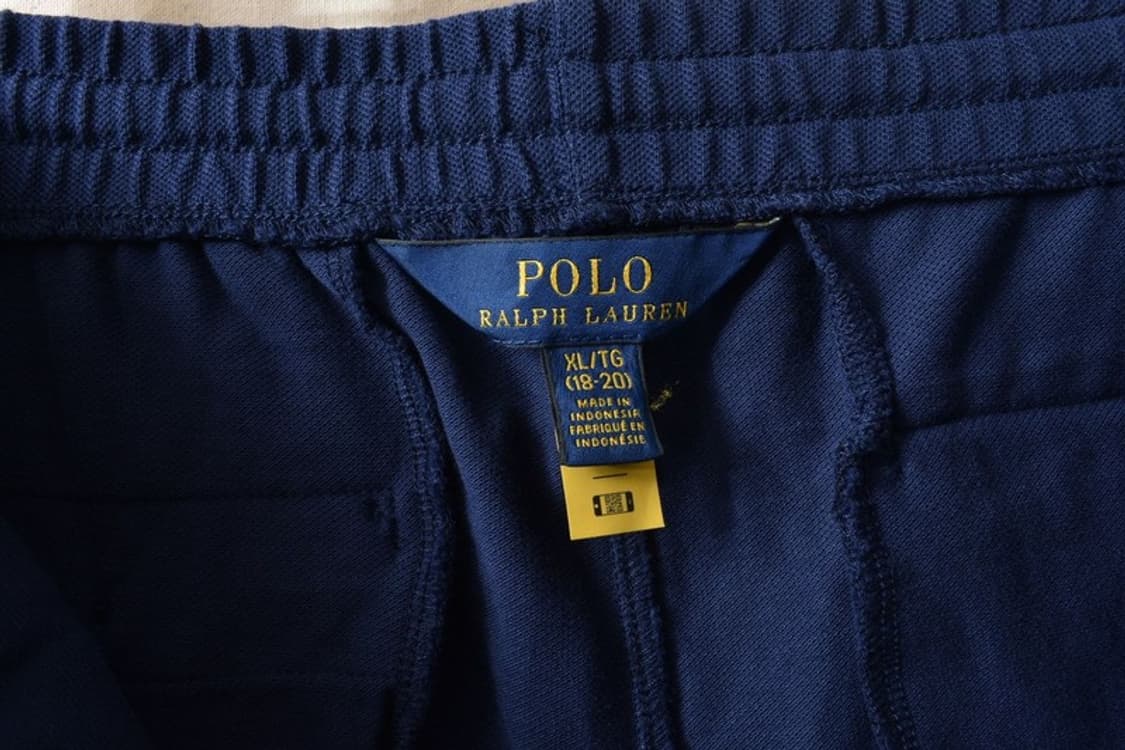 POLO
RALPH LAUREN
XL/TG
(18-20)
MADE IN
INDONESIA
FABRIQUÉ EN
INDONÉSIE